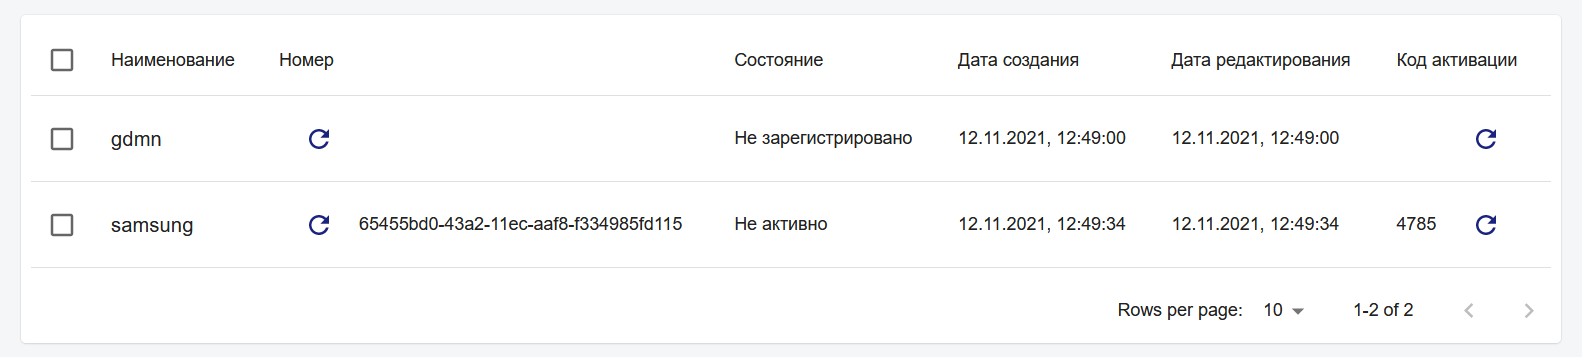 Наименование Номер Состояние Дата создания Дата редактирования Код активации
gdmn Не зарегистрировано 12.11.2021, 12:49:00 12.11.2021, 12:49:00
samsung 65455bd0-43a2-11ec-aaf8-f334985fd115 Не активно 12.11.2021, 12:49:34 12.11.2021, 12:49:34 4785
Rows per page: 10 1-2 of 2